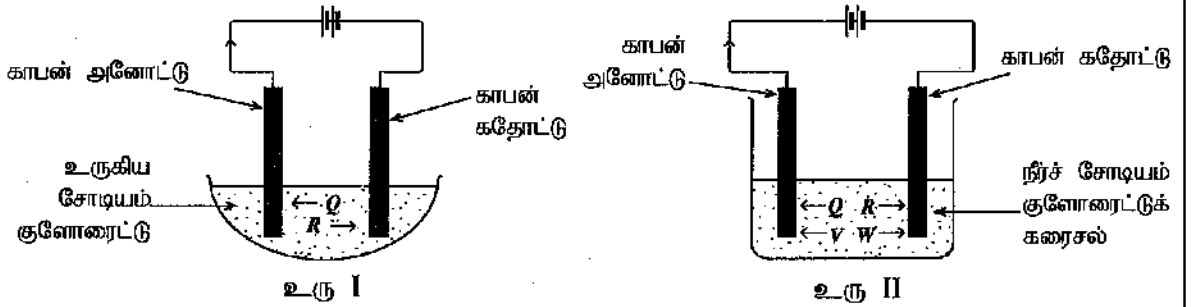 காபன் அனோட்டு
காபன்
கதோட்டு
உருகிய
சோடியம்
குளோரைட்டு
Q
R
உரு I
காபன்
அனோட்டு
காபன் கதோட்டு
நீர்ச் சோடியம்
குளோரைட்டுக்
கரைசல்
Q R
V W
உரு II